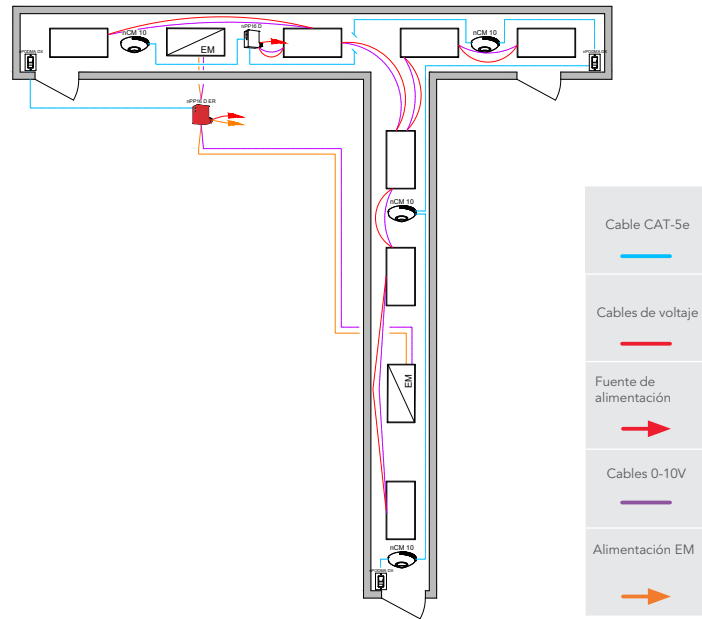 nPODMA DX
nCM 10
EM
nPP16 D
nCM 10
nPODMA DX
nPP16 D ER
nCM 10
EM
nCM 10
nPODMA DX
Cable CAT-5e
Cables de voltaje
Fuente de
alimentación
Cables 0-10V
Alimentación EM